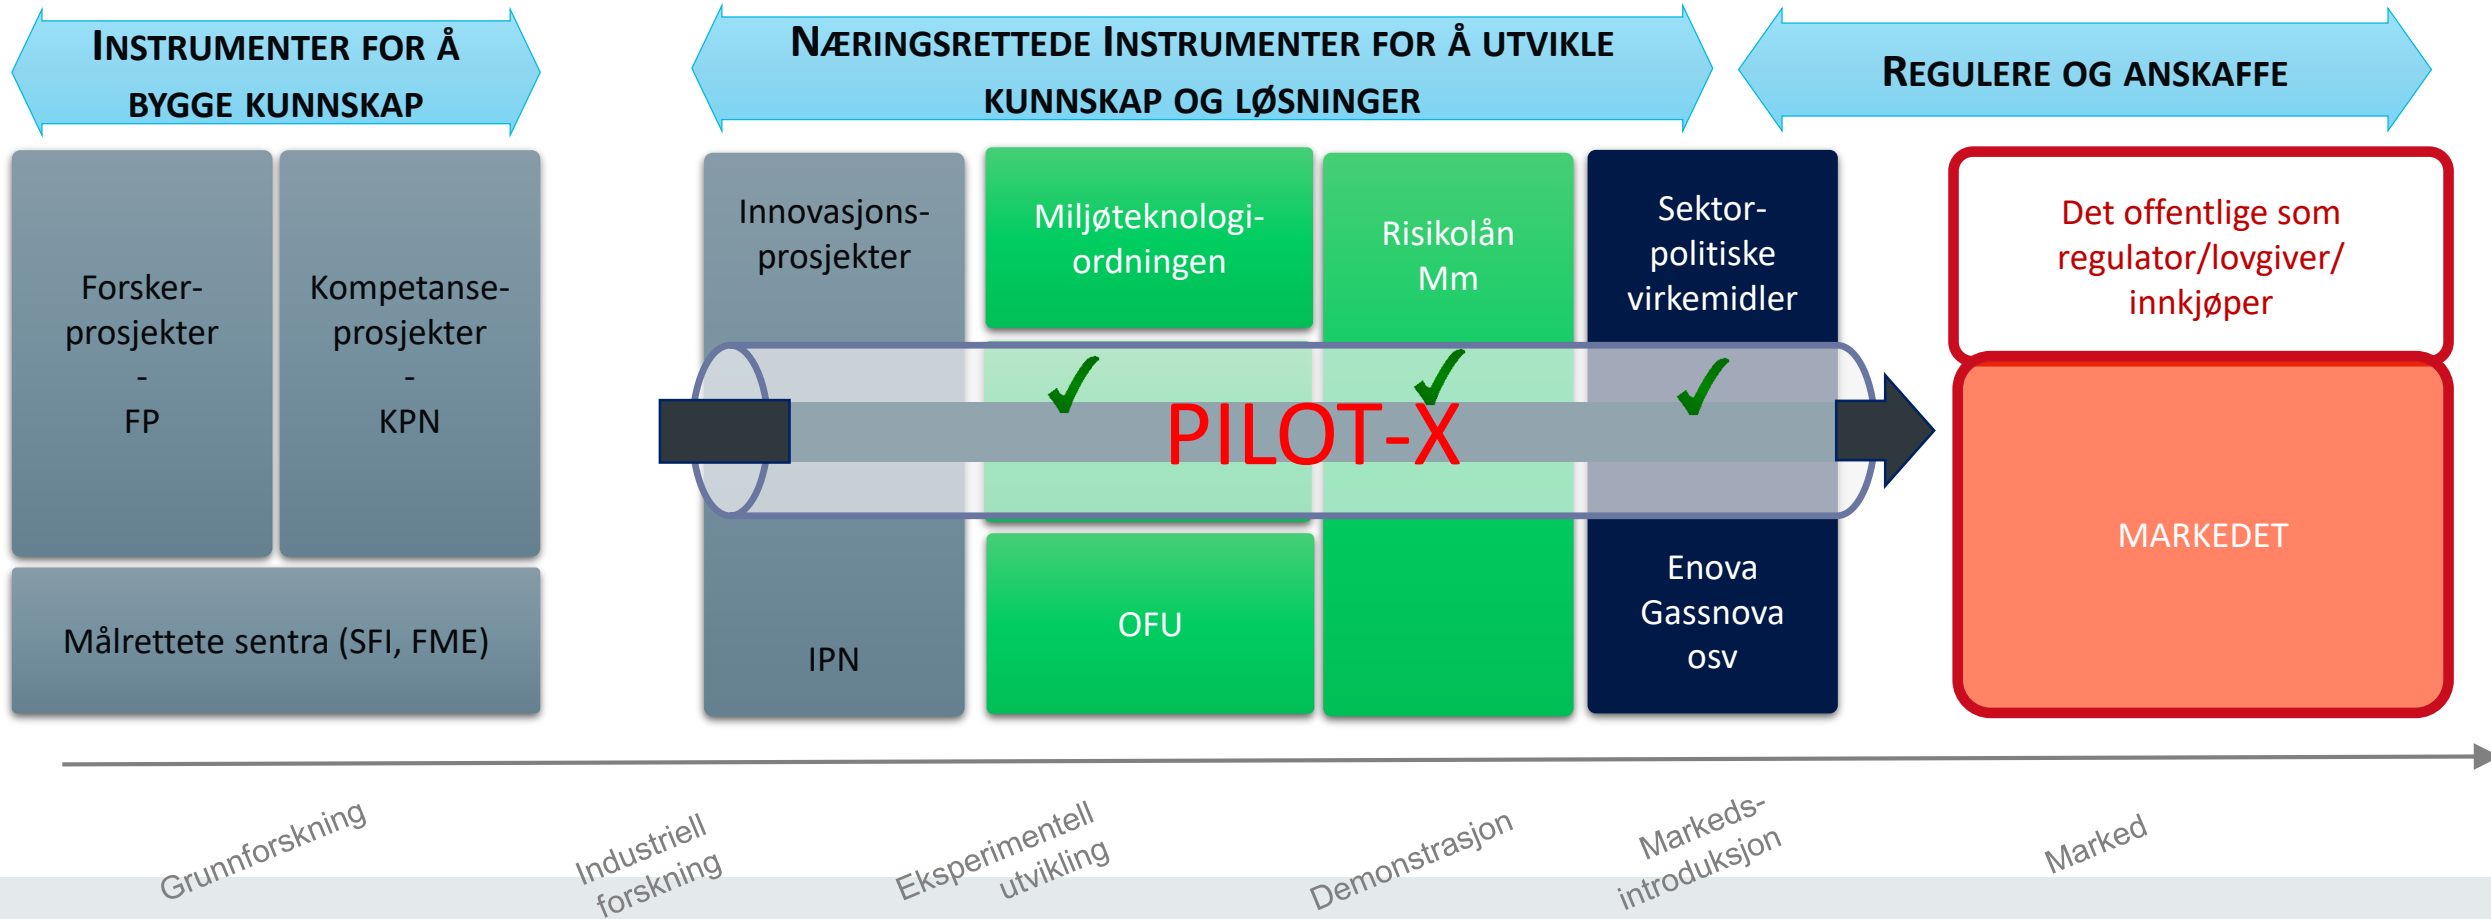 INSTRUMENTER FOR Å
BYGGE KUNNSKAP
NÆRINGSRETTEDE INSTRUMENTER FOR Å UTVIKLE
KUNNSKAP OG LØSNINGER
REGULERE OG ANSKAFFE
Forsker-
prosjekter
-
FP
Kompetanse-
prosjekter
-
KPN
Målrettete sentra (SFI, FME)
Innovasjons-
prosjekter
IPN
Miljøteknologi-
ordningen
OFU
Risikolån
Mm
Sektor-
politiske
virkemidler
Enova
Gassnova
osv
PILOT-X
Det offentlige som
regulator/lovgiver/
innkjøper
MARKEDET
Grunnforskning
Industriell
forskning
Eksperimentell
utvikling
Demonstrasjon
Markeds-
introduksjon
Marked